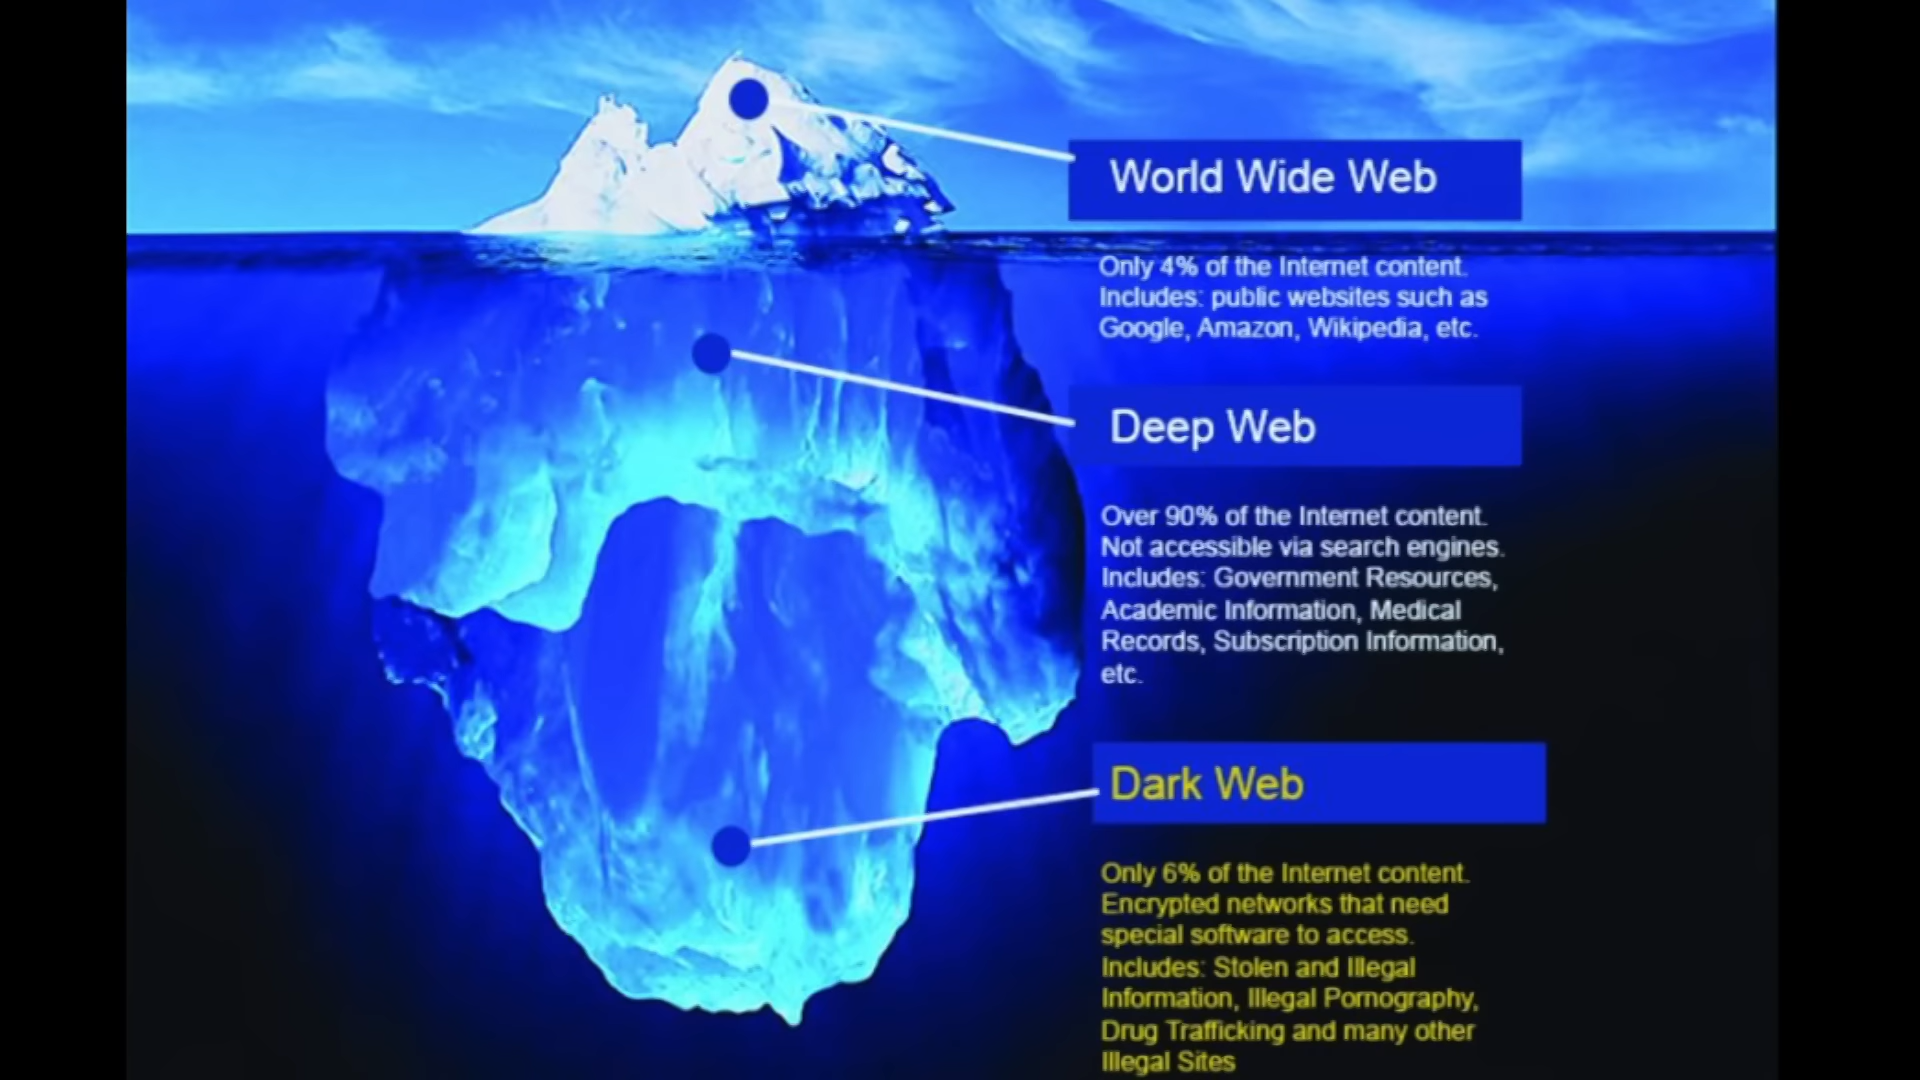 World Wide Web
Only 4% of the Internet content.
Includes: public websites such as
Google, Amazon, Wikipedia, etc.
Deep Web
Over 90% of the Internet content.
Not accessible via search engines.
Includes: Government Resources,
Academic Information, Medical
Records, Subscription Information,
etc.
Dark Web
Only 6% of the Internet content.
Encrypted networks that need
special software to access.
Includes: Stolen and Illegal
Information, Illegal Pornography,
Drug Trafficking and many other
Illegal Sites